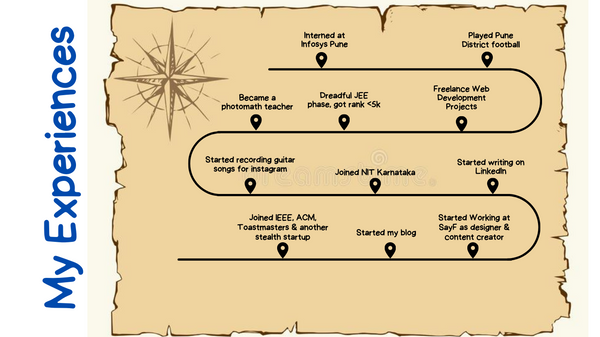 My Experiences
Interned at
Infosys Pune
Played Pune
District football
Freelance Web
Development
Projects
Dreadful JEE
phase, got rank <5k
Became a
photomath teacher
Started recording guitar
songs for instagram
Joined NIT Karnataka
Started writing on
LinkedIn
Started Working at
SayF as designer &
content creator
Started my blog
Joined IEEE, ACM,
Toastmasters & another
stealth startup